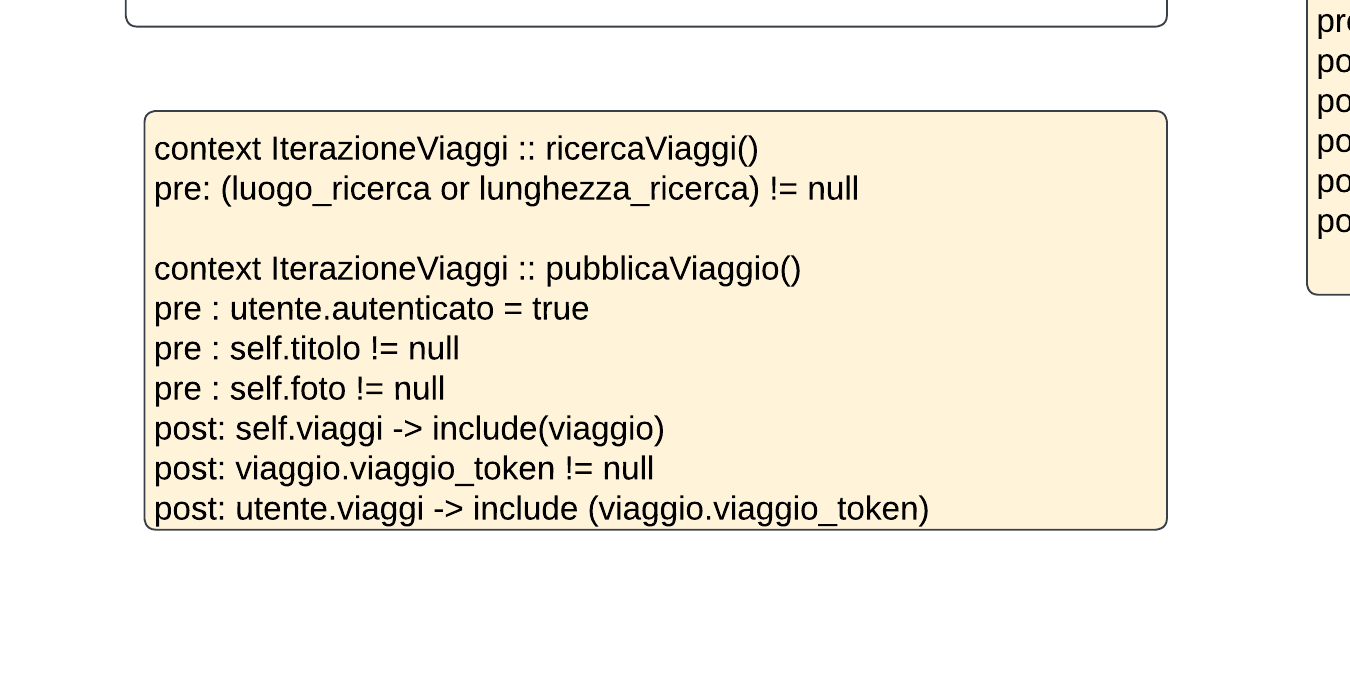 context IterazioneViaggi :: ricercaViaggi()
pre: (luogo_ricerca or lunghezza_ricerca) != null
context IterazioneViaggi :: pubblicaViaggio()
pre : utente.autenticato = true
pre : self.titolo != null
pre : self.foto != null
post: self.viaggi -> include(viaggio)
post: viaggio.viaggio_token != null
post: utente.viaggi -> include (viaggio.viaggio_token)